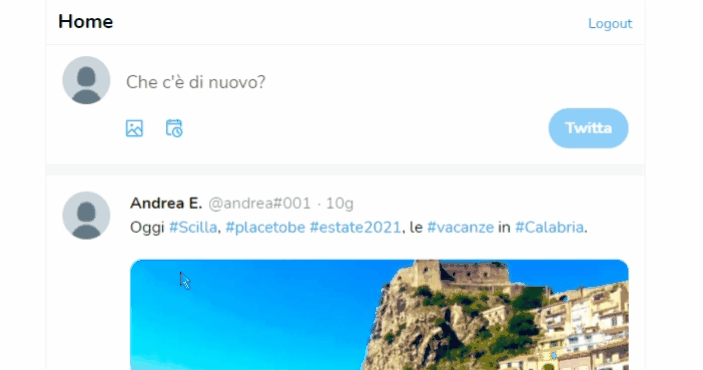 Home
Logout
Che c'è di nuovo?
Twitta
Andrea E. @andrea#001 · 10g
Oggi #Scilla, #placetobe #estate2021, le #vacanze in #Calabria.